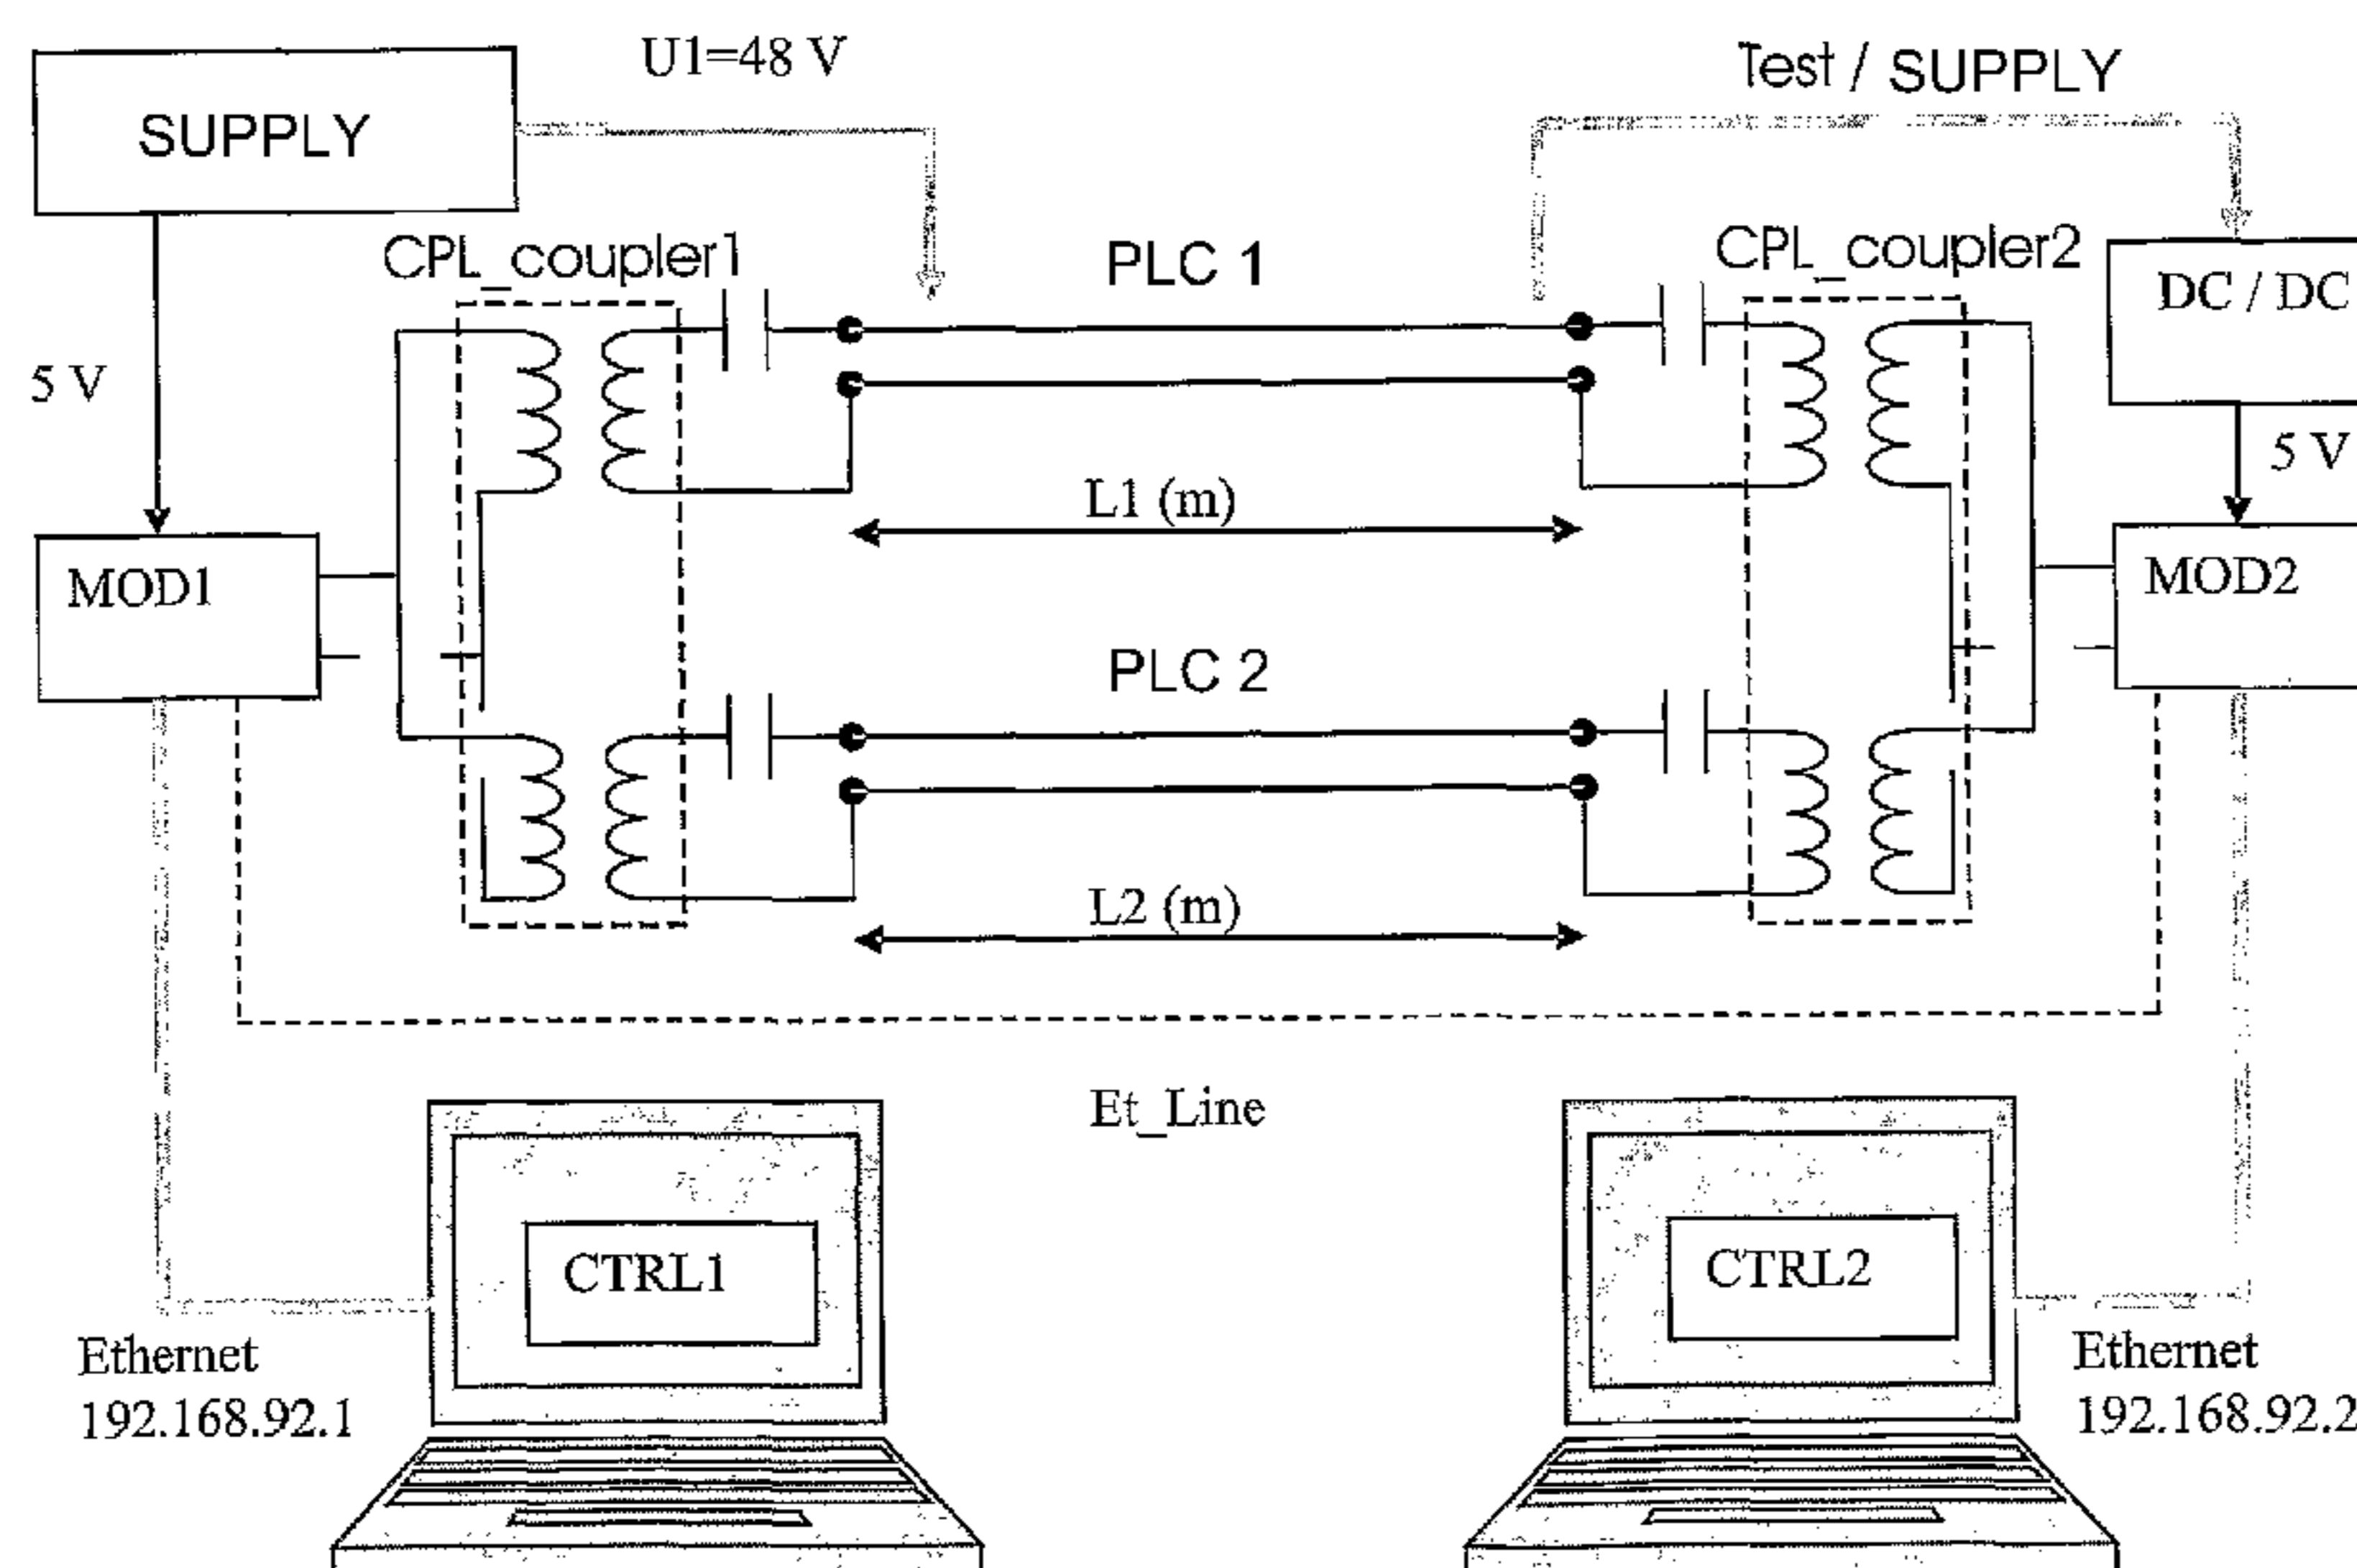 U1=48 V
Test / SUPPLY
SUPPLY
CPL_coupler1
PLC 1
CPL_coupler2
DC / DC
5 V
5 V
L1 (m)
MOD1
MOD2
PLC 2
L2 (m)
Et_Line
CTRL1
CTRL2
Ethernet
192.168.92.1
Ethernet
192.168.92.2